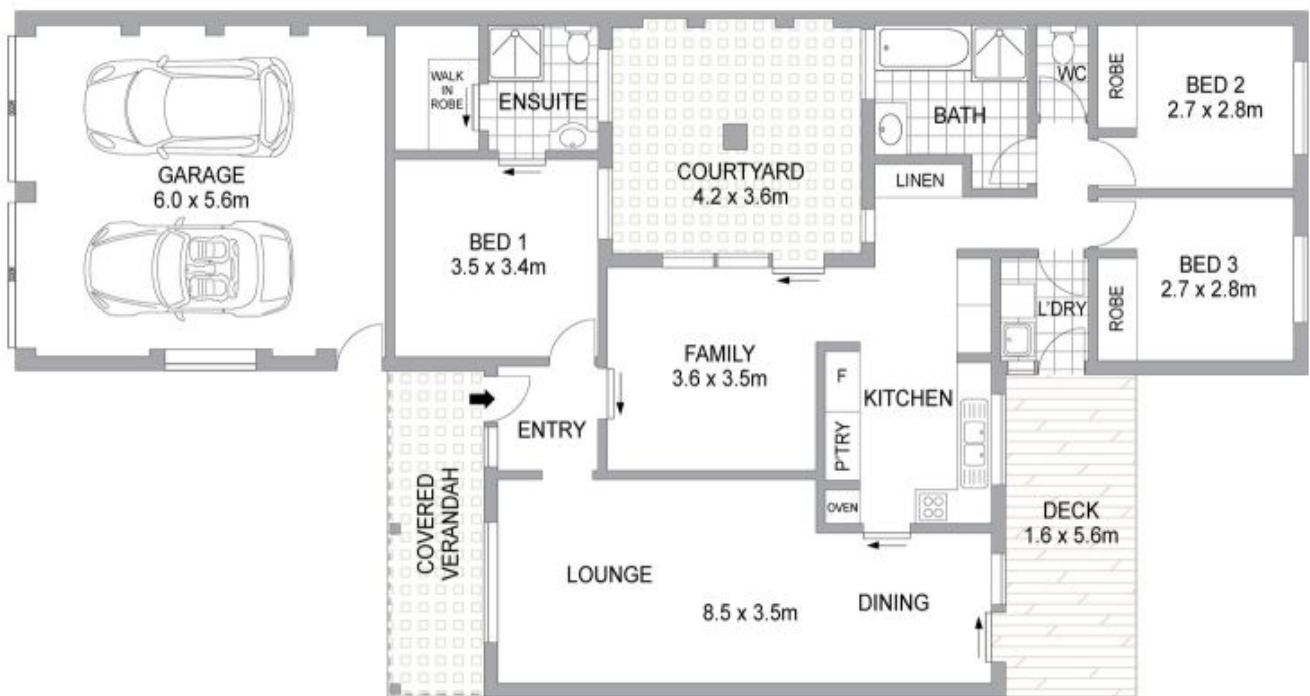 GARAGE
6.0 x 5.6m
WALK
IN
ROBE
ENSUITE
BED 1
3.5 x 3.4m
COURTYARD
4.2 x 3.6m
BATH
LINEN
WC
ROBE
BED 2
2.7 x 2.8m
ROBE
BED 3
2.7 x 2.8m
L'DRY
FAMILY
3.6 x 3.5m
F
P'TRY
OVEN
KITCHEN
ENTRY
COVERED
VERANDAH
LOUNGE
8.5 x 3.5m
DINING
DECK
1.6 x 5.6m